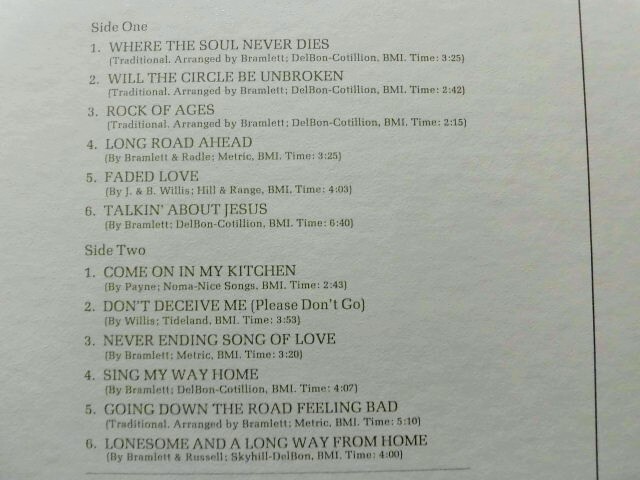 Side One
1. WHERE THE SOUL NEVER DIES
(Traditional. Arranged by Bramlett; DelBon-Cotillion, BMI. Time: 3:25)
2. WILL THE CIRCLE BE UNBROKEN
(Traditional. Arranged by Bramlett; DelBon-Cotillion, BMI. Time: 2:42)
3. ROCK OF AGES
(Traditional. Arranged by Bramlett; DelBon-Cotillion, BMI. Time: 2:15)
4. LONG ROAD AHEAD
(By Bramlett & Radle; Metric, BMI. Time: 3:25)
5. FADED LOVE
(By J. & B. Willis; Hill & Range, BMI. Time: 4:03)
6. TALKIN' ABOUT JESUS
(By Bramlett; DelBon-Cotillion, BMI. Time: 6:40)
Side Two
1. COME ON IN MY KITCHEN
(By Payne; Noma-Nice Songs, BMI. Time: 2:43)
2. DON'T DECEIVE ME (Please Don't Go)
(By Willis; Tideland, BMI. Time: 3:53)
3. NEVER ENDING SONG OF LOVE
(By Bramlett; Metric, BMI. Time: 3:20)
4. SING MY WAY HOME
(By Bramlett; DelBon-Cotillion, BMI. Time: 4:07)
5. GOING DOWN THE ROAD FEELING BAD
(Traditional. Arranged by Bramlett; Metric, BMI. Time: 5:10)
6. LONESOME AND A LONG WAY FROM HOME
(By Bramlett & Russell; Skyhill-DelBon, BMI. Time: 4:00)